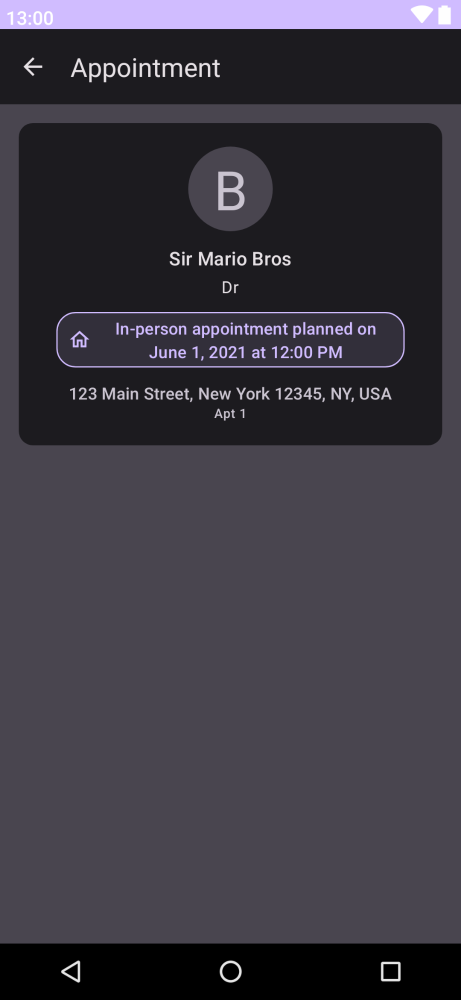 13:00
Appointment
B
Sir Mario Bros
Dr
In-person appointment planned on
June 1, 2021 at 12:00 PM
123 Main Street, New York 12345, NY, USA
Apt 1